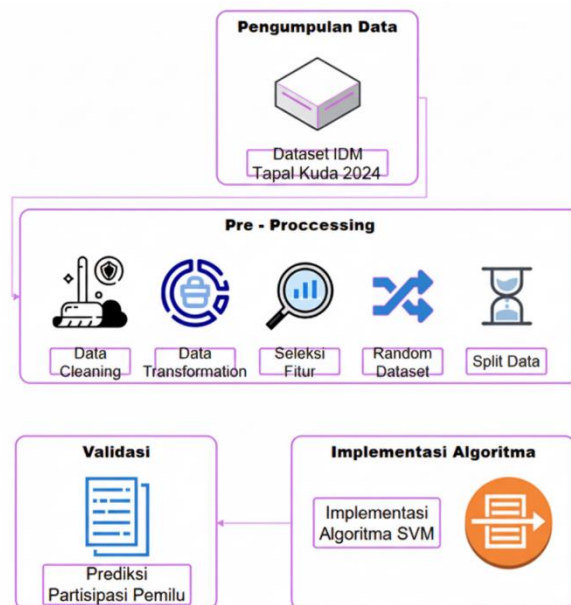 Pengumpulan Data
Dataset IDM
Tapal Kuda 2024
Pre - Proccessing
Data
Cleaning
Data
Transformation
Seleksi
Fitur
Random
Dataset
Split Data
Validasi
Prediksi
Partisipasi Pemilu
Implementasi Algoritma
Implementasi
Algoritma SVM